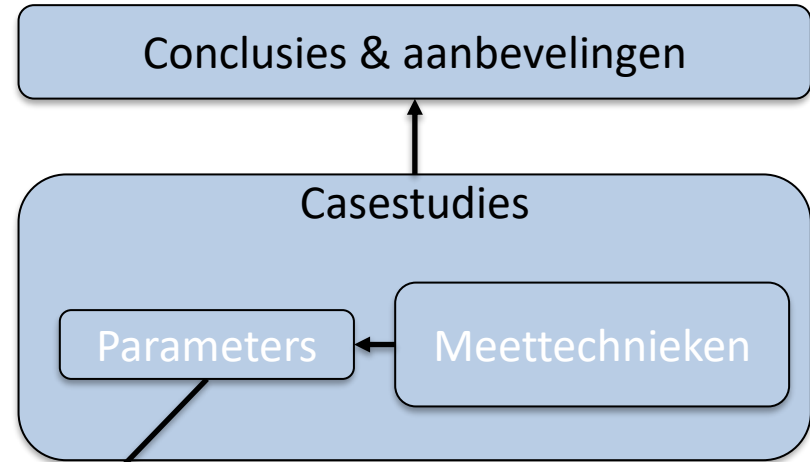 Conclusies & aanbevelingen
Casestudies
Parameters
Meettechnieken